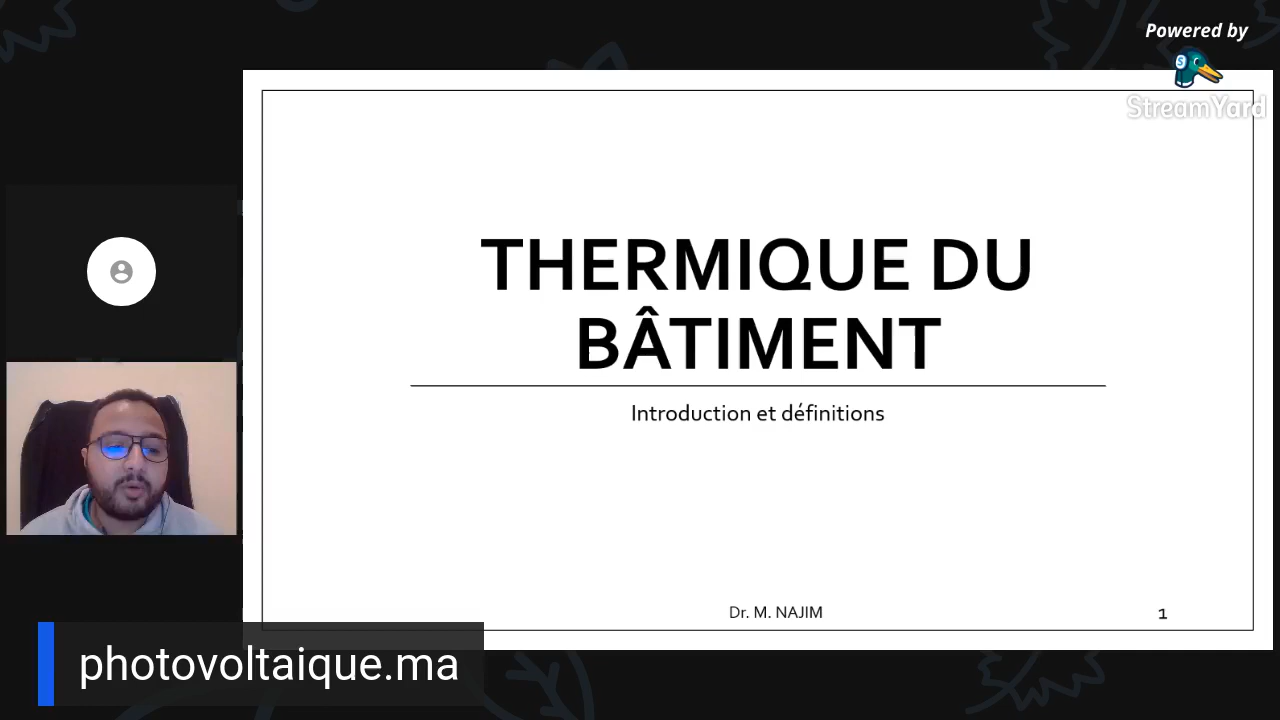 Powered by
StreamYard
THERMIQUE DU
BÂTIMENT
Introduction et définitions
Dr. M. NAJIM
1
photovoltaique.ma